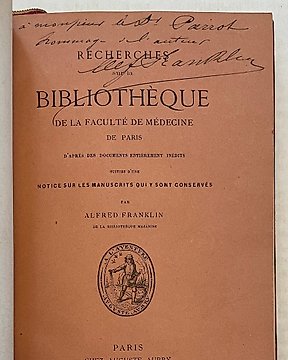 à monsieur le Dr Parrot
hommage de l'auteur
Alf Franklin
RECHERCHES
SUR LA
BIBLIOTHÈQUE
DE LA FACULTÉ DE MÉDECINE
DE PARIS
D'APRÈS DES DOCUMENTS ENTIÈREMENT INÉDITS
SUIVIES D'UNE
NOTICE SUR LES MANUSCRITS QUI Y SONT CONSERVÉS
PAR
ALFRED FRANKLIN
DE LA BIBLIOTHÈQUE MAZARINE
A L'AVENTURE
PARIS
CHEZ AUGUSTE AUBRY